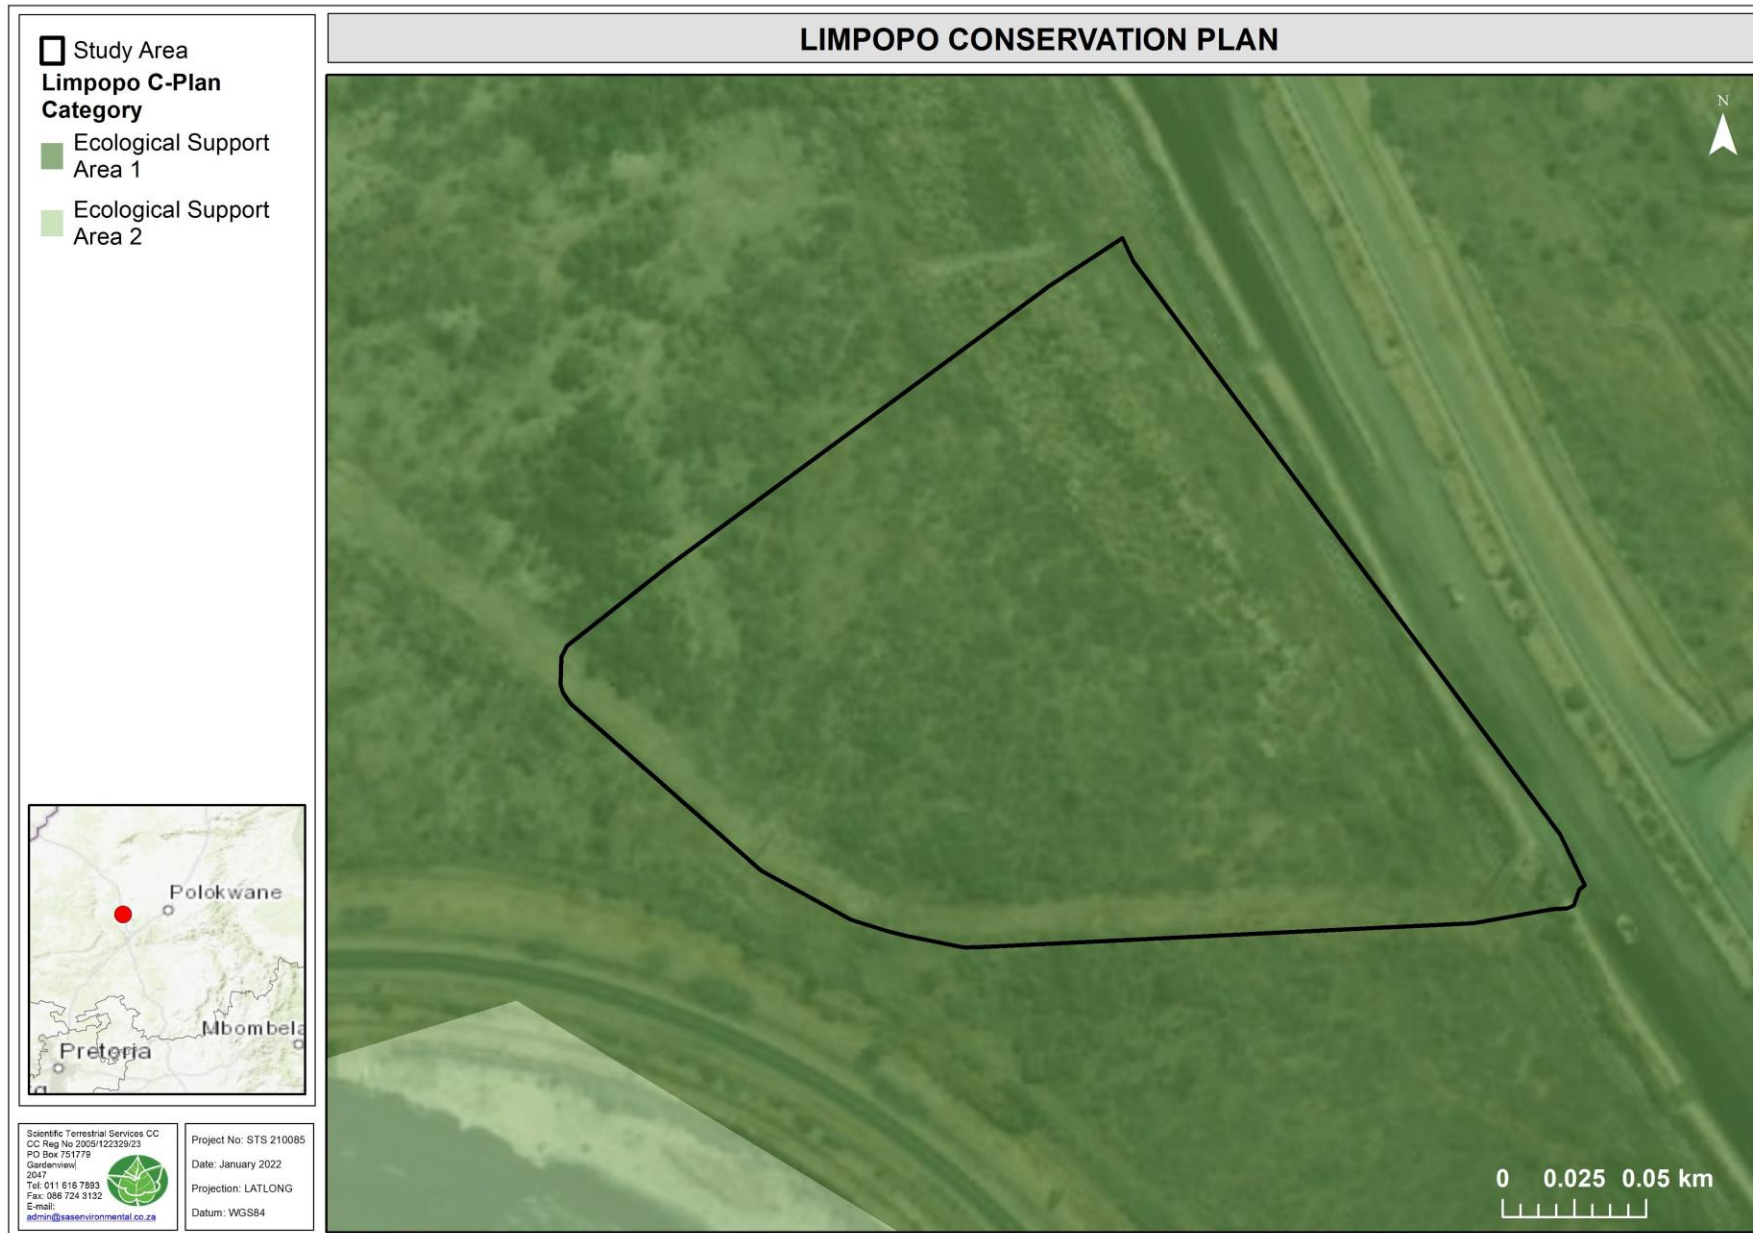 LIMPOPO CONSERVATION PLAN
Study Area
Limpopo C-Plan
Category
Ecological Support
Area 1
Ecological Support
Area 2
N
Polokwane
Mbombela
Pretoria
Scientific Terrestrial Services CC
CC Reg No 2005/122329/23
PO Box 751779
Gardenview
2047
Tel: 011 616 7893
Fax: 086 724 3132
E-mail:
admin@sasenvironmental.co.za
Project No: STS 210085
Date: January 2022
Projection: LATLONG
Datum: WGS84
0 0.025 0.05 km